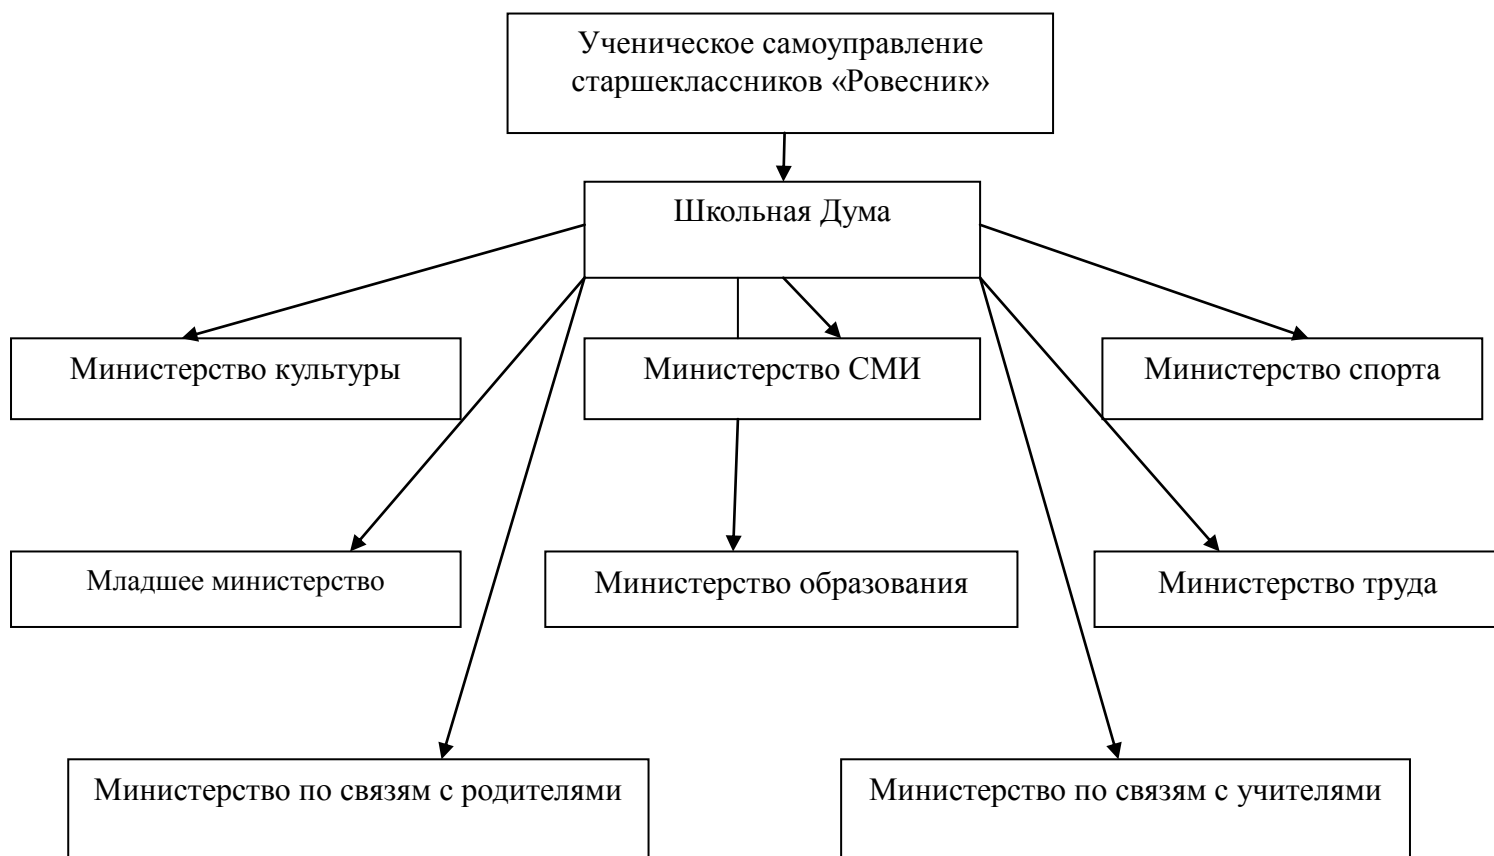 Ученическое самоуправление
старшеклассников «Ровесник»
Школьная Дума
Министерство культуры
Министерство СМИ
Министерство спорта
Младшее министерство
Министерство образования
Министерство труда
Министерство по связям с родителями
Министерство по связям с учителями